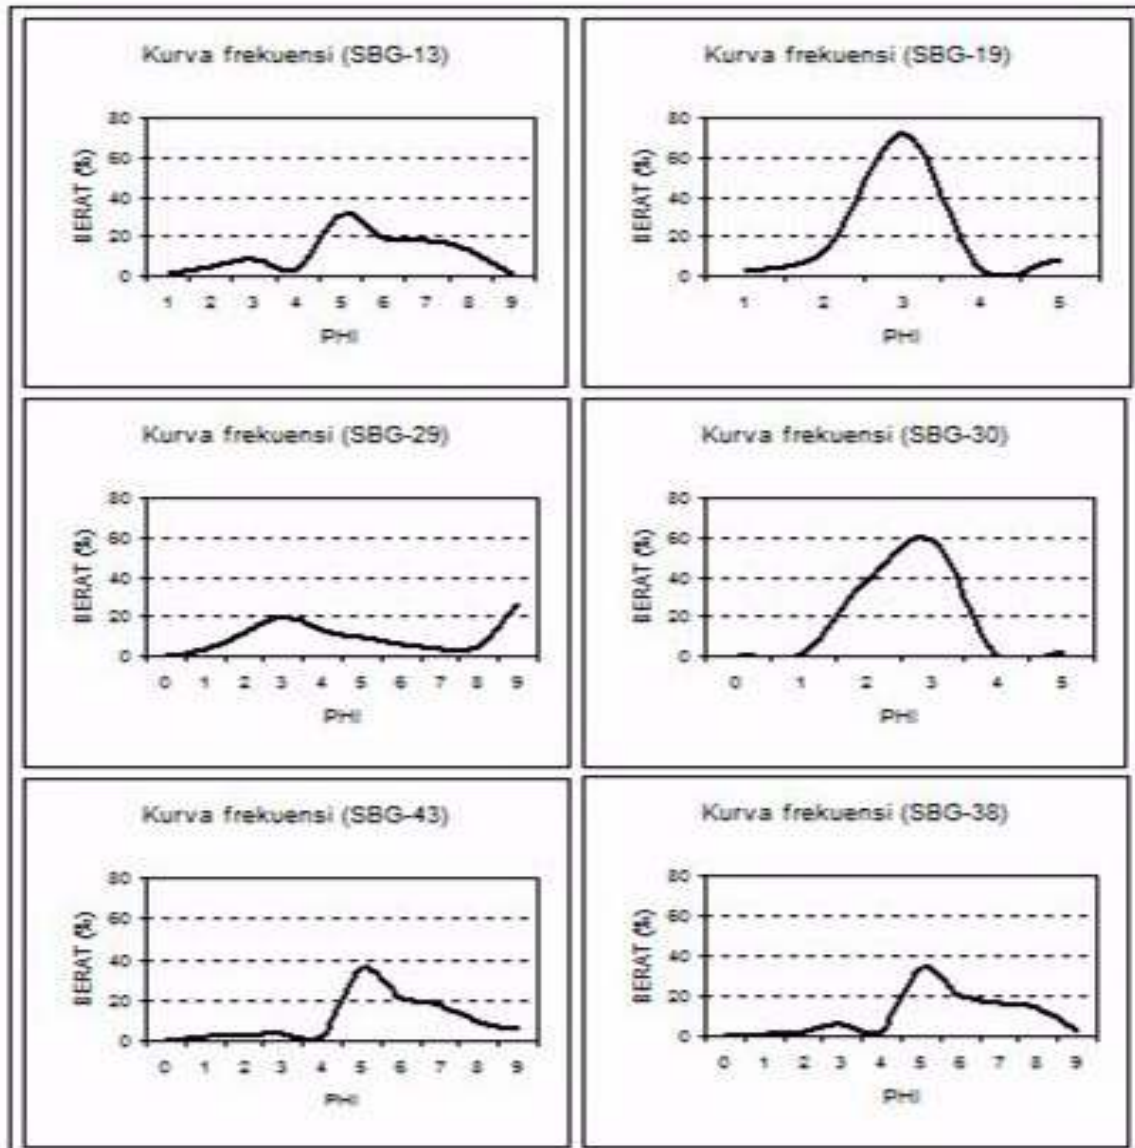 Kurva frekuensi (SBG-13)
80
60
40
20
0
BERAT (%)
1 2 3 4 5 6 7 8 9
PHI
Kurva frekuensi (SBG-19)
80
60
40
20
0
BERAT (%)
1 2 3 4 5
PHI
Kurva frekuensi (SBG-29)
80
60
40
20
0
BERAT (%)
0 1 2 3 4 5 6 7 8 9
PHI
Kurva frekuensi (SBG-30)
80
60
40
20
0
BERAT (%)
0 1 2 3 4 5
PHI
Kurva frekuensi (SBG-43)
80
60
40
20
0
BERAT (%)
0 1 2 3 4 5 6 7 8 9
PHI
Kurva frekuensi (SBG-38)
80
60
40
20
0
BERAT (%)
0 1 2 3 4 5 6 7 8 9
PHI